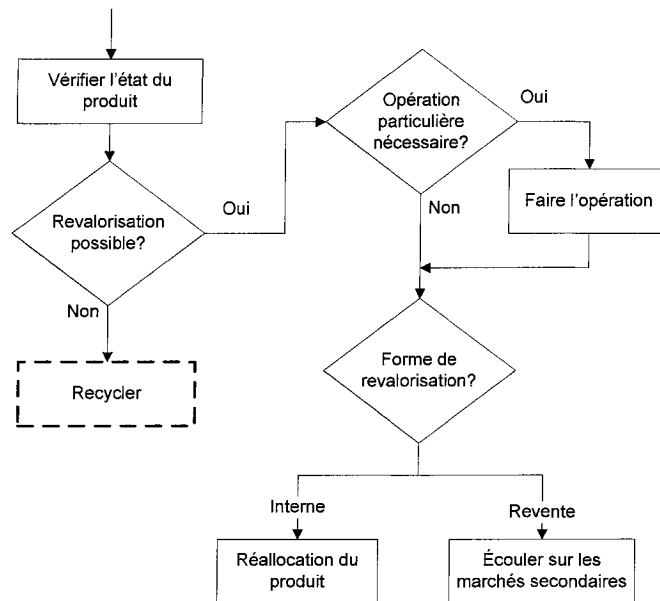 Vérifier l'état du
produit
Revalorisation
possible?
Oui
Non
Recycler
Opération
particulière
nécessaire?
Oui
Non
Faire l'opération
Forme de
revalorisation?
Interne
Revente
Réallocation du
produit
Écouler sur les
marchés secondaires